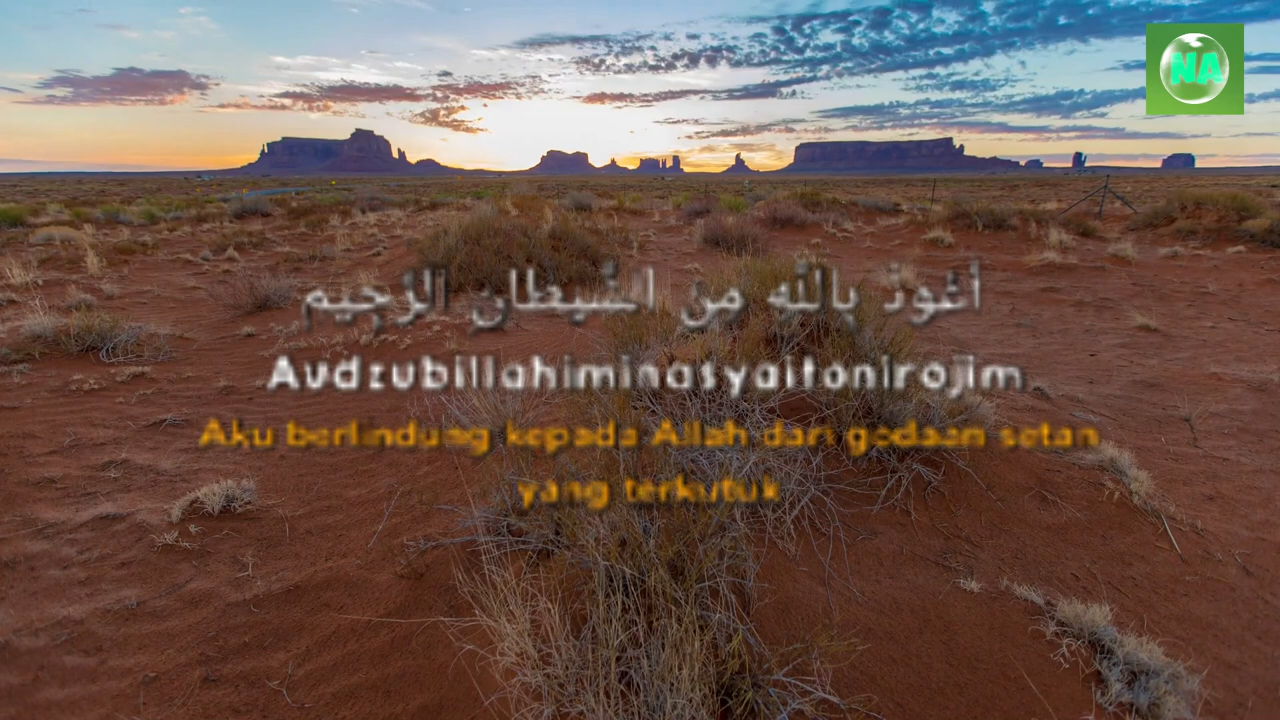 NA
أعوذ بالله من الشيطان الرجيم
Audzubillahiminasyaitonirojim
Aku berlindung kepada Allah dari godaan setan
yang terkutuk